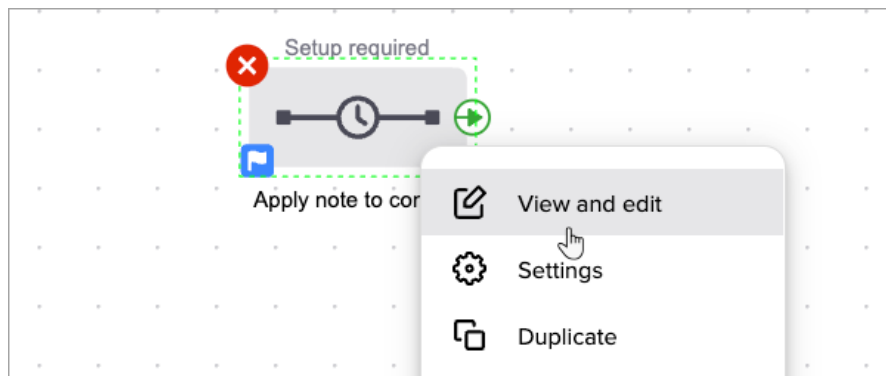 Setup required
Apply note to cor
View and edit
Settings
Duplicate